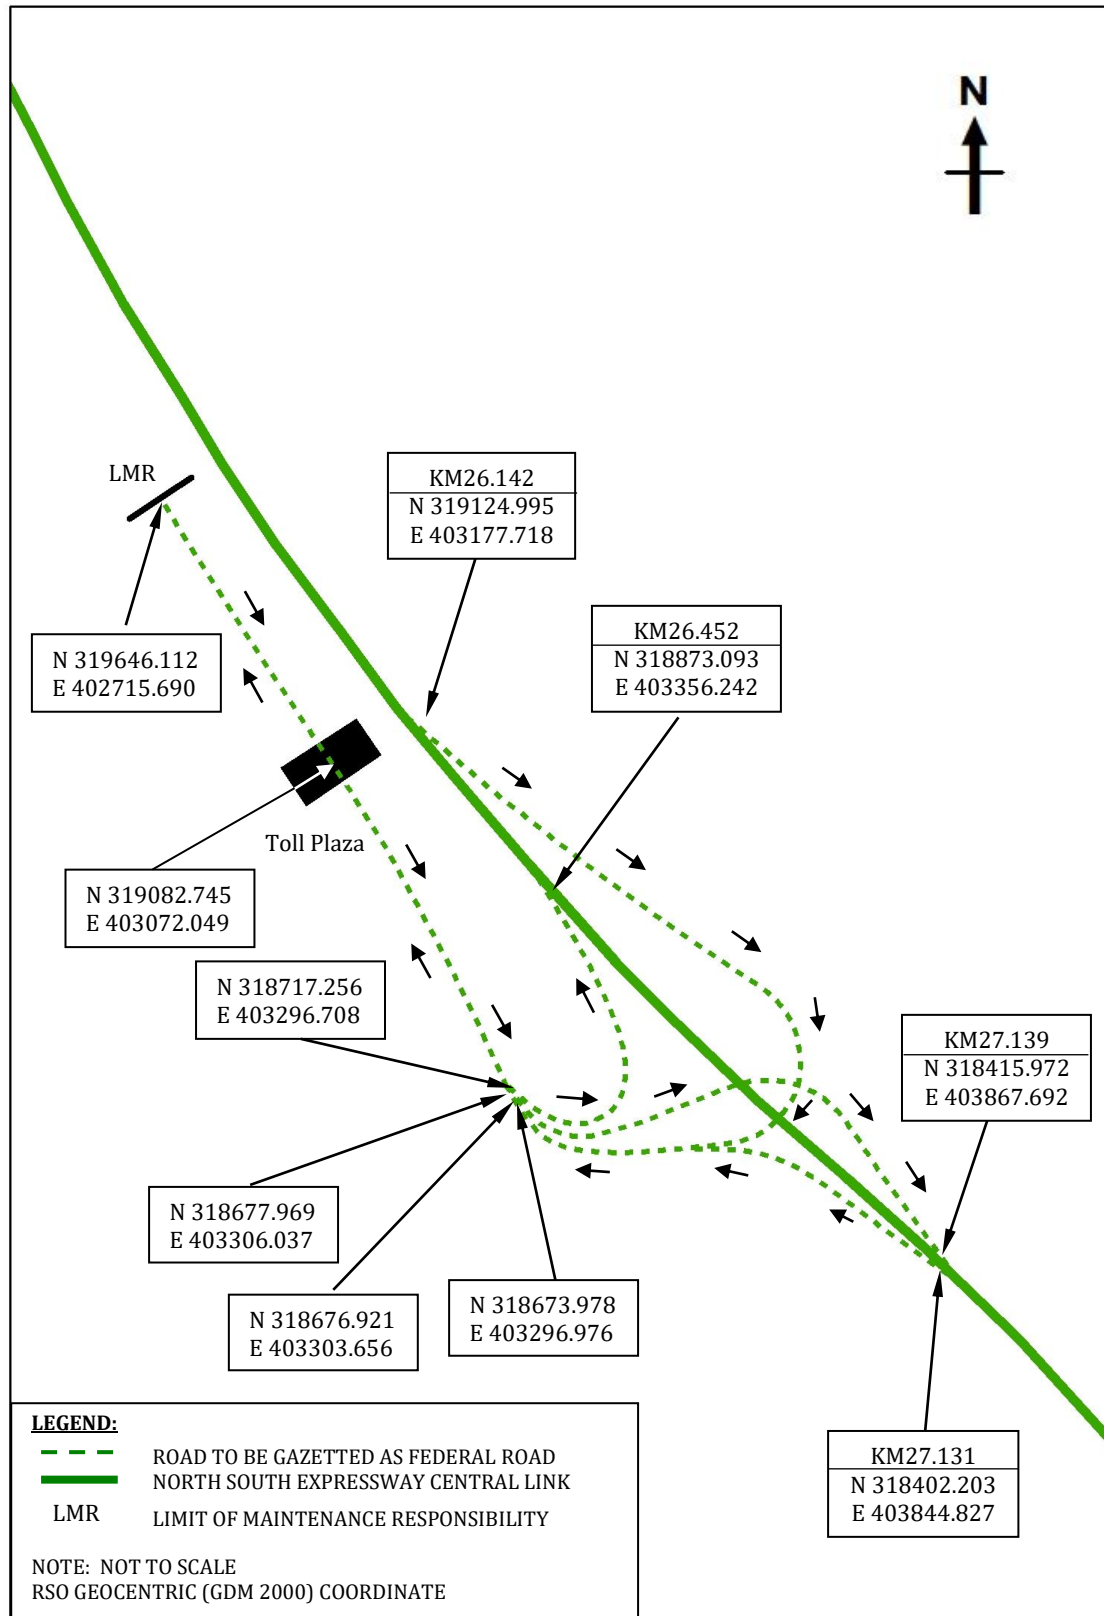 N
LMR
KM26.142
N 319124.995
E 403177.718
KM26.452
N 318873.093
E 403356.242
N 319646.112
E 402715.690
Toll Plaza
N 319082.745
E 403072.049
N 318717.256
E 403296.708
KM27.139
N 318415.972
E 403867.692
N 318677.969
E 403306.037
N 318676.921
E 403303.656
N 318673.978
E 403296.976
KM27.131
N 318402.203
E 403844.827
LEGEND:
ROAD TO BE GAZETTED AS FEDERAL ROAD
NORTH SOUTH EXPRESSWAY CENTRAL LINK
LMR LIMIT OF MAINTENANCE RESPONSIBILITY
NOTE: NOT TO SCALE
RSO GEOCENTRIC (GDM 2000) COORDINATE